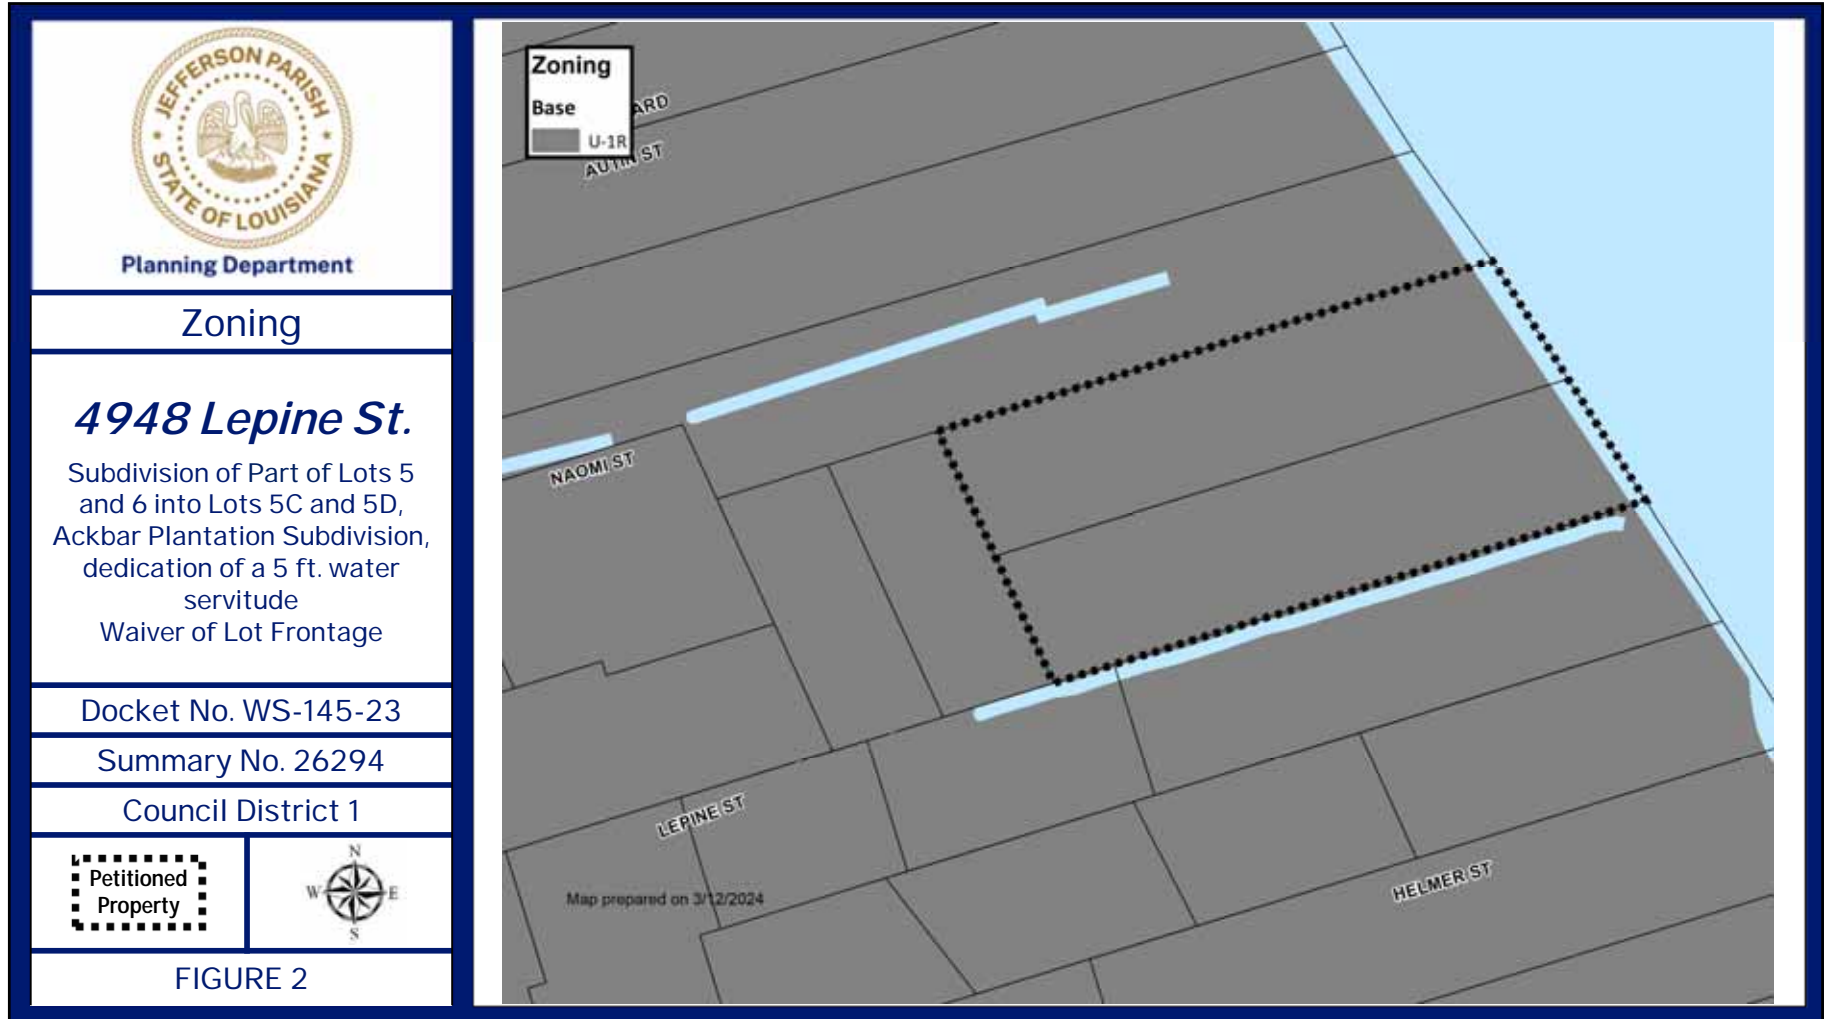 JEFFERSON PARISH
STATE OF LOUISIANA
Planning Department
Zoning
4948 Lepine St.
Subdivision of Part of Lots 5
and 6 into Lots 5C and 5D,
Ackbar Plantation Subdivision,
dedication of a 5 ft. water
servitude
Waiver of Lot Frontage
Docket No. WS-145-23
Summary No. 26294
Council District 1
Petitioned
Property
N
W E
S
FIGURE 2
Zoning
Base
U-1R
ARD
AUTIN ST
NAOMI ST
LEPINE ST
HELMER ST
Map prepared on 3/12/2024